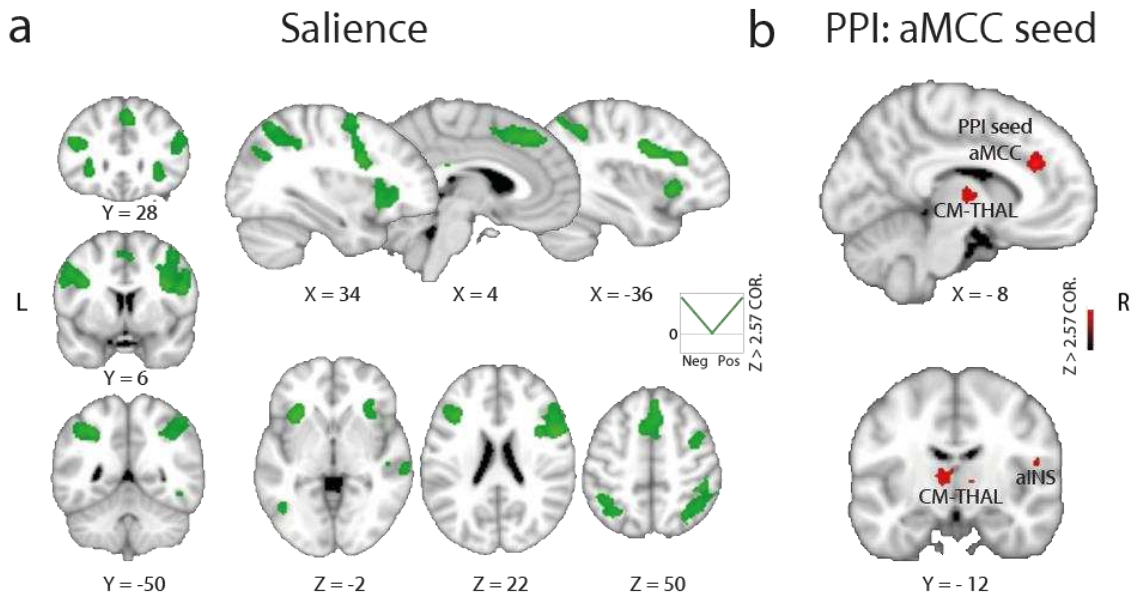 a
Salience
b
PPI: aMCC seed
Y = 28
Y = 6
Y = -50
L
X = 34
X = 4
X = -36
0
Neg
Pos
Z > 2.57 COR.
Z = -2
Z = 22
Z = 50
PPI seed
aMCC
CM-THAL
X = - 8
Z > 2.57 COR.
R
CM-THAL
aINS
Y = - 12